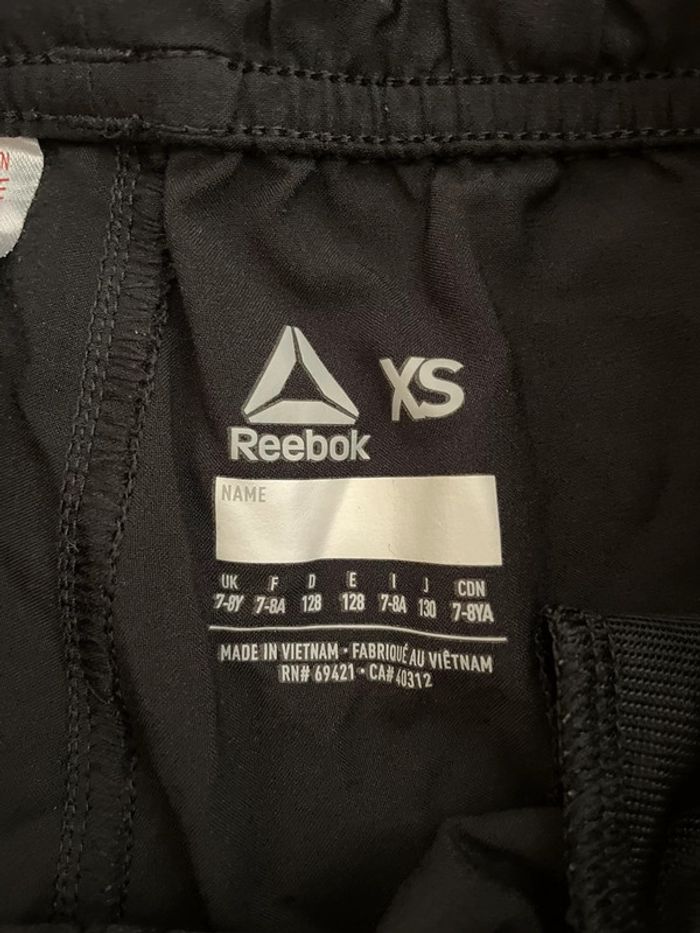 N
E
XS
Reebok
NAME
UK F D E I J CDN
7-8Y 7-8A 128 128 7-8A 130 7-8YA
MADE IN VIETNAM • FABRIQUÉ AU VIÊTNAM
RN# 69421 • CA# 40312